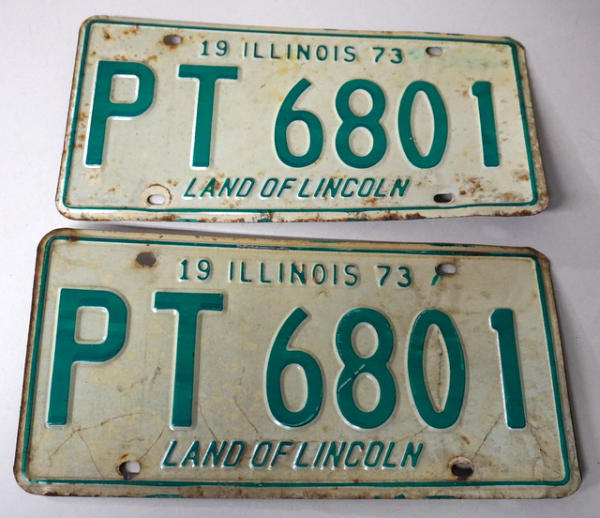 19 ILLINOIS 73
PT 6801
LAND OF LINCOLN
19 ILLINOIS 73
PT 6801
LAND OF LINCOLN